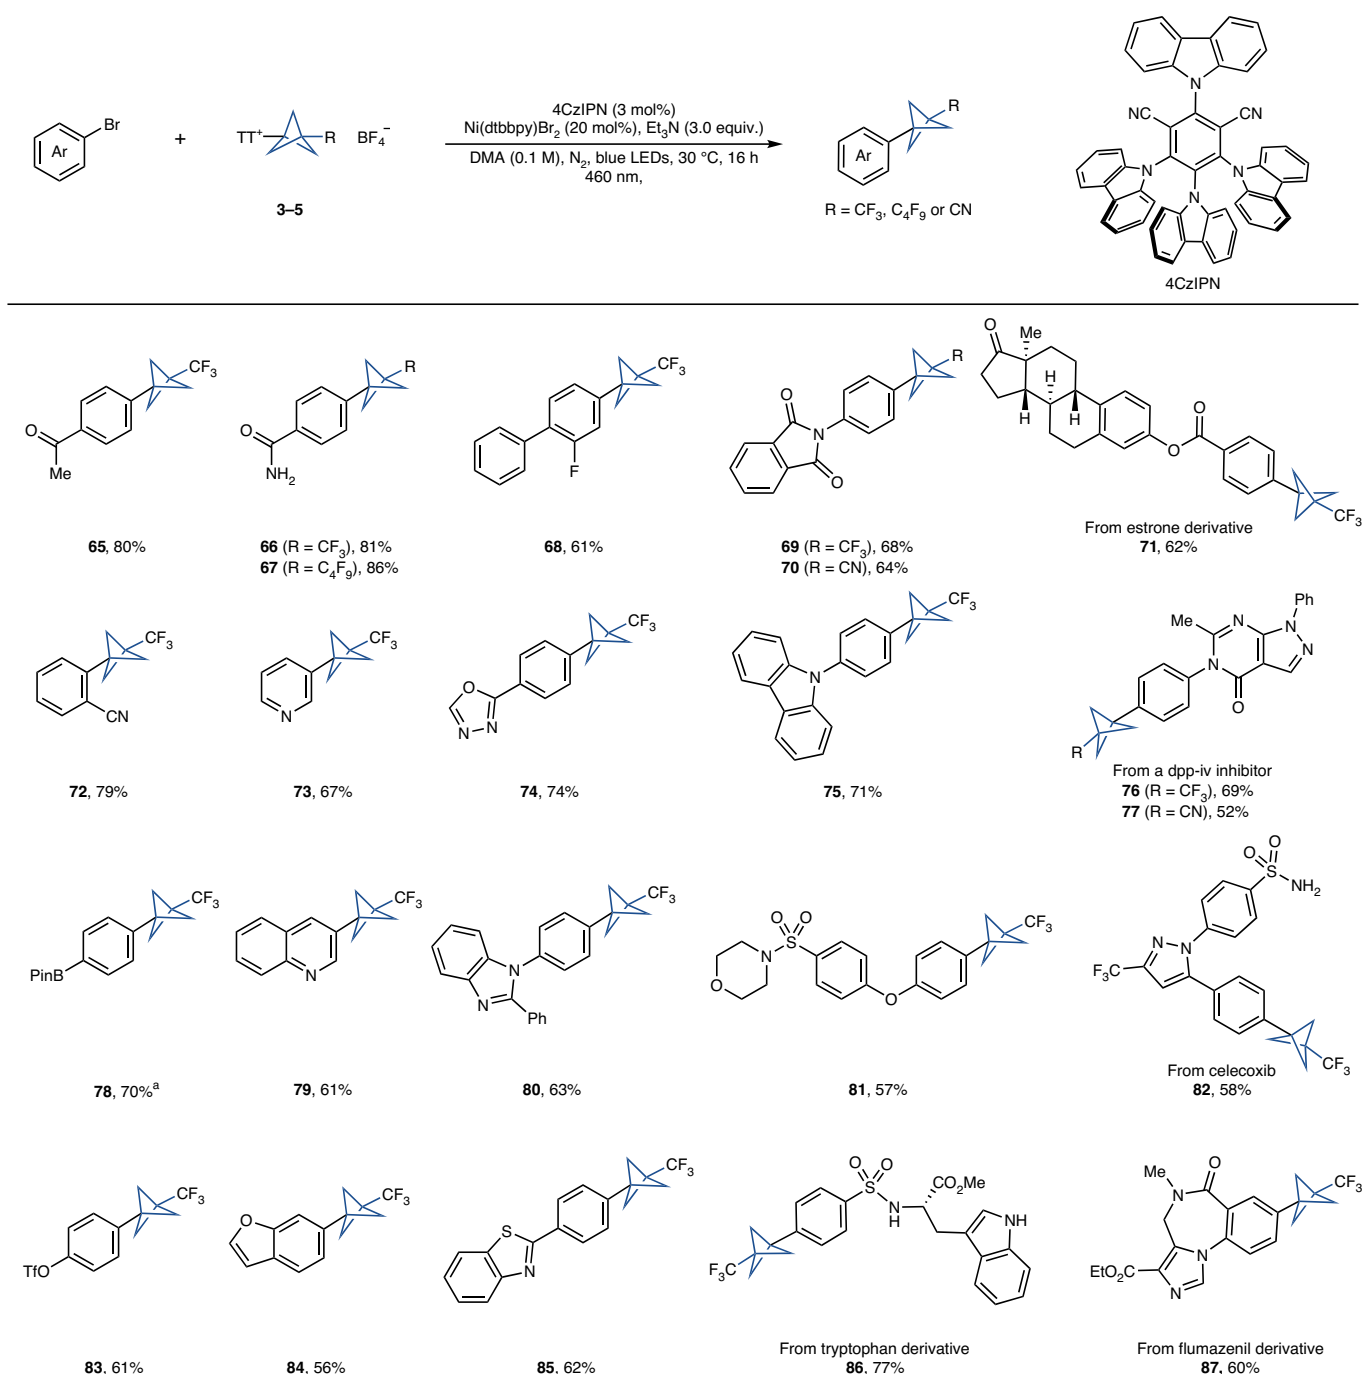 4CzIPN (3 mol%)
Ni(dtbbpy)Br2 (20 mol%), Et3N (3.0 equiv.)
DMA (0.1 M), N2, blue LEDs, 30 °C, 16 h
460 nm,
Ar Br + TT+ R BF4−
3–5
Ar R
R = CF3, C4F9 or CN
N NC CN N N N
4CzIPN
CF3 O Me
R O NH2
CF3 F
R O N O
O Me H H H O O CF3
From estrone derivative
65, 80%
66 (R = CF3), 81%
67 (R = C4F9), 86%
68, 61%
69 (R = CF3), 68%
70 (R = CN), 64%
71, 62%
CF3 CN
CF3 N
CF3 O N N
CF3 N
Ph Me N N N N O R
From a dpp-iv inhibitor
72, 79%
73, 67%
74, 74%
75, 71%
76 (R = CF3), 69%
77 (R = CN), 52%
CF3 PinB
CF3 N
CF3 N N Ph
O O S N O O CF3
O O S NH2 N N F3C CF3
From celecoxib
78, 70%a
79, 61%
80, 63%
81, 57%
82, 58%
CF3 TfO
CF3 O
CF3 S N
O O S N H CO2Me NH F3C
Me O N CF3 N EtO2C N
From tryptophan derivative
From flumazenil derivative
83, 61%
84, 56%
85, 62%
86, 77%
87, 60%